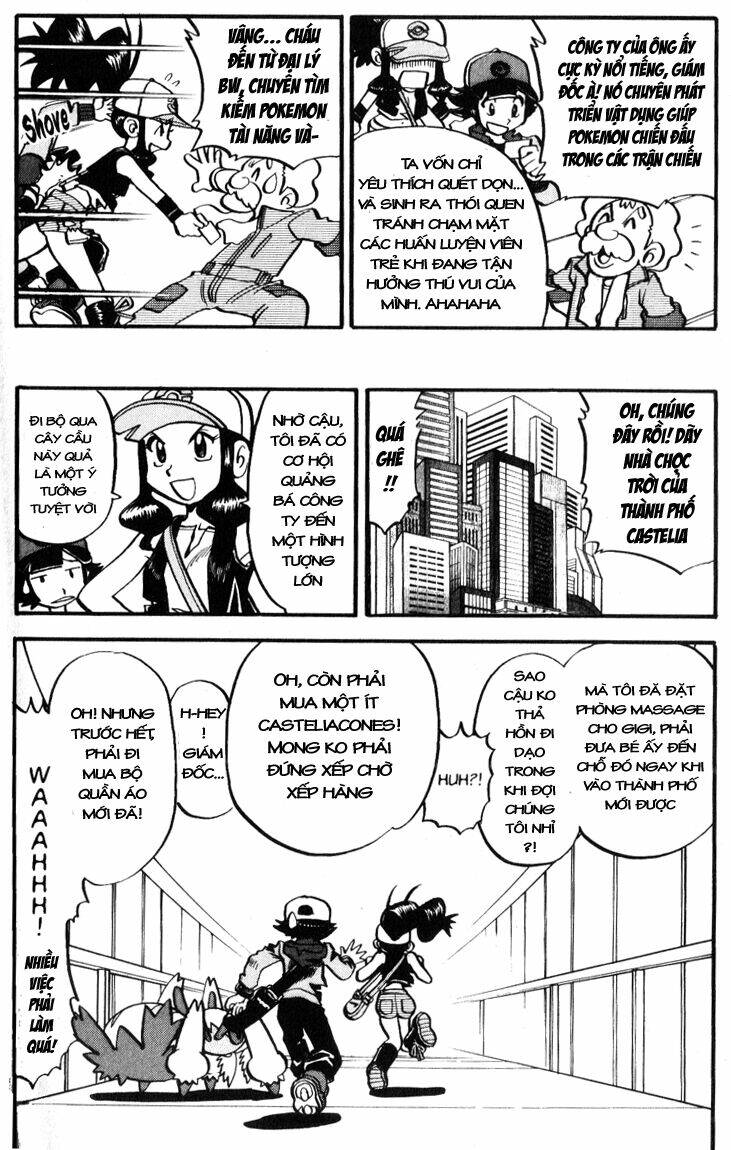 CÔNG TY CỦA ÔNG ẤY
CỰC KỲ NỔI TIẾNG, GIÁM
ĐỐC À! NÓ CHUYÊN PHÁT
TRIỂN VẬT DỤNG GIÚP
POKEMON CHIẾN ĐẤU
TRONG CÁC TRẬN CHIẾN
TA VỐN CHỈ
YÊU THÍCH QUÉT DỌN...
VÀ SINH RA THÓI QUEN
TRÁNH CHẠM MẶT
CÁC HUẤN LUYỆN VIÊN
TRẺ KHI ĐANG TẬN
HƯỞNG THÚ VUI CỦA
MÌNH. AHAHAHA
VÂNG... CHÁU
ĐẾN TỪ ĐẠI LÝ
BW, CHUYÊN TÌM
KIẾM POKEMON
TÀI NĂNG VÀ-
Shove
OH, CHÚNG
ĐÂY RỒI! DÃY
NHÀ CHỌC
TRỜI CỦA
THÀNH PHỐ
CASTELIA
QUÁ
GHÊ
!!
NHỜ CẬU,
TÔI ĐÃ CÓ
CƠ HỘI
QUẢNG
BÁ CÔNG
TY ĐẾN
MỘT HÌNH
TƯỢNG
LỚN
ĐI BỘ QUA
CÂY CẦU
NÀY QUẢ
LÀ MỘT Ý
TƯỞNG
TUYỆT VỜI
MÀ TÔI ĐÃ ĐẶT
PHÒNG MASSAGE
CHO GIGI, PHẢI
ĐƯA BÉ ẤY ĐẾN
CHỖ ĐÓ NGAY KHI
VÀO THÀNH PHỐ
MỚI ĐƯỢC
SAO
CẬU KO
THẢ
HỒN ĐI
DẠO
TRONG
KHI ĐỢI
CHÚNG
TÔI NHỈ
?!
HUH?!
OH, CÒN PHẢI
MUA MỘT ÍT
CASTELIACONES!
MONG KO PHẢI
ĐỨNG XẾP CHỜ
XẾP HÀNG
H-HEY
!
GIÁM
ĐỐC...
OH! NHƯNG
TRƯỚC HẾT,
PHẢI ĐI
MUA BỘ
QUẦN ÁO
MỚI ĐÃ!
WAAAHHH!
NHIỀU
VIỆC
PHẢI
LÀM
QUÁ!